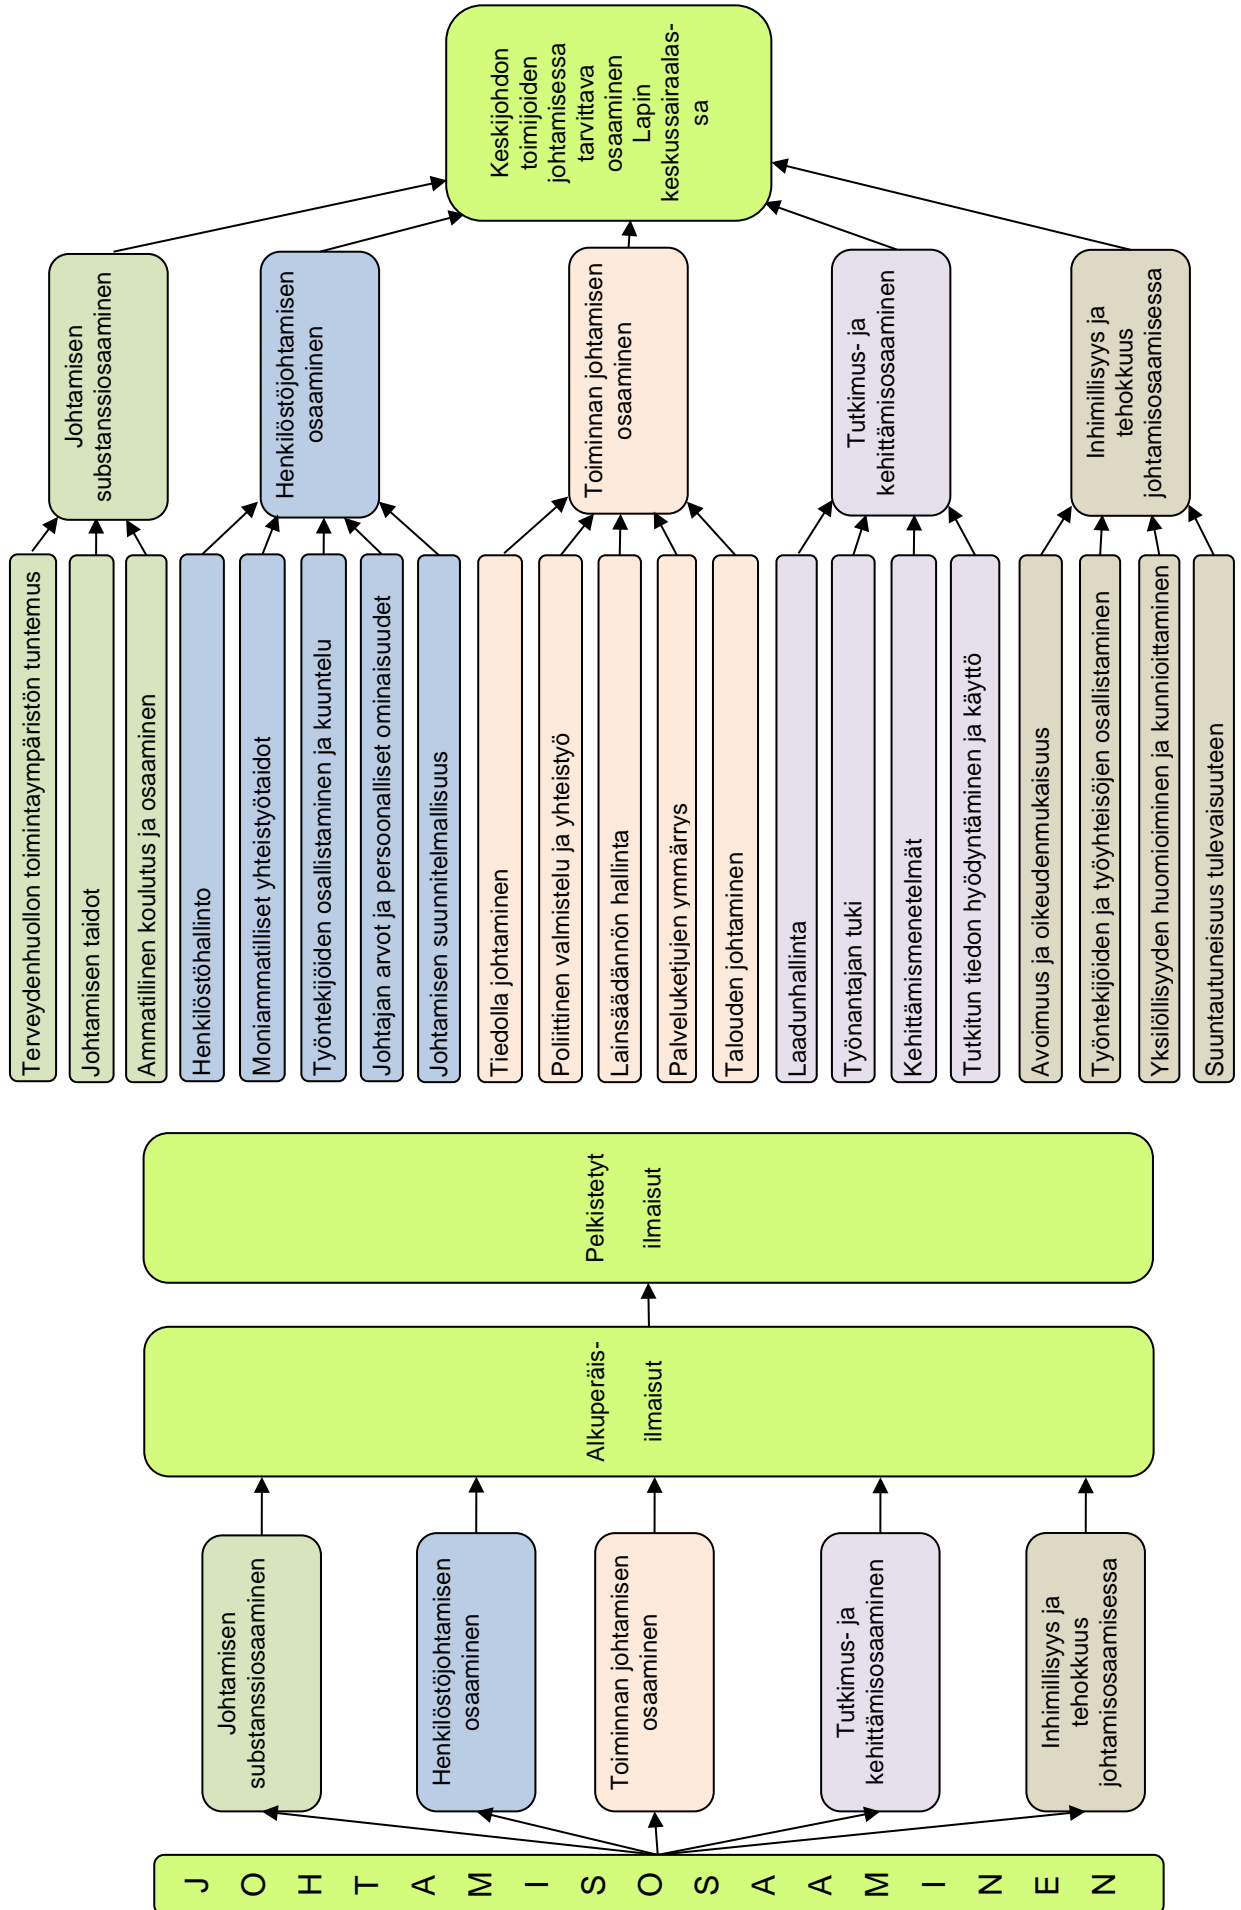 JOHTAMISOSAAMINEN
Johtamisen
substanssiosaaminen
Henkilöstöjohtamisen
osaaminen
Toiminnan johtamisen
osaaminen
Tutkimus- ja
kehittämisosaaminen
Inhimillisyys ja
tehokkuus
johtamisosaamisessa
Alkuperäis-
ilmaisut
Pelkistetyt
ilmaisut
Terveydenhuollon toimintaympäristön tuntemus
Johtamisen taidot
Ammatillinen koulutus ja osaaminen
Henkilöstöhallinto
Moniammatilliset yhteistyötaidot
Työntekijöiden osallistaminen ja kuuntelu
Johtajan arvot ja persoonalliset ominaisuudet
Johtamisen suunnitelmallisuus
Tiedolla johtaminen
Poliittinen valmistelu ja yhteistyö
Lainsäädännön hallinta
Palveluketjujen ymmärrys
Talouden johtaminen
Laadunhallinta
Työnantajan tuki
Kehittämismenetelmät
Tutkitun tiedon hyödyntäminen ja käyttö
Avoimuus ja oikeudenmukaisuus
Työntekijöiden ja työyhteisöjen osallistaminen
Yksilöllisyyden huomioiminen ja kunnioittaminen
Suuntautuneisuus tulevaisuuteen
Johtamisen
substanssiosaaminen
Henkilöstöjohtamisen
osaaminen
Toiminnan johtamisen
osaaminen
Tutkimus- ja
kehittämisosaaminen
Inhimillisyys ja
tehokkuus
johtamisosaamisessa
Keskijohdon
toimijoiden
johtamisessa
tarvittava
osaaminen
Lapin
keskussairaalas-
sa